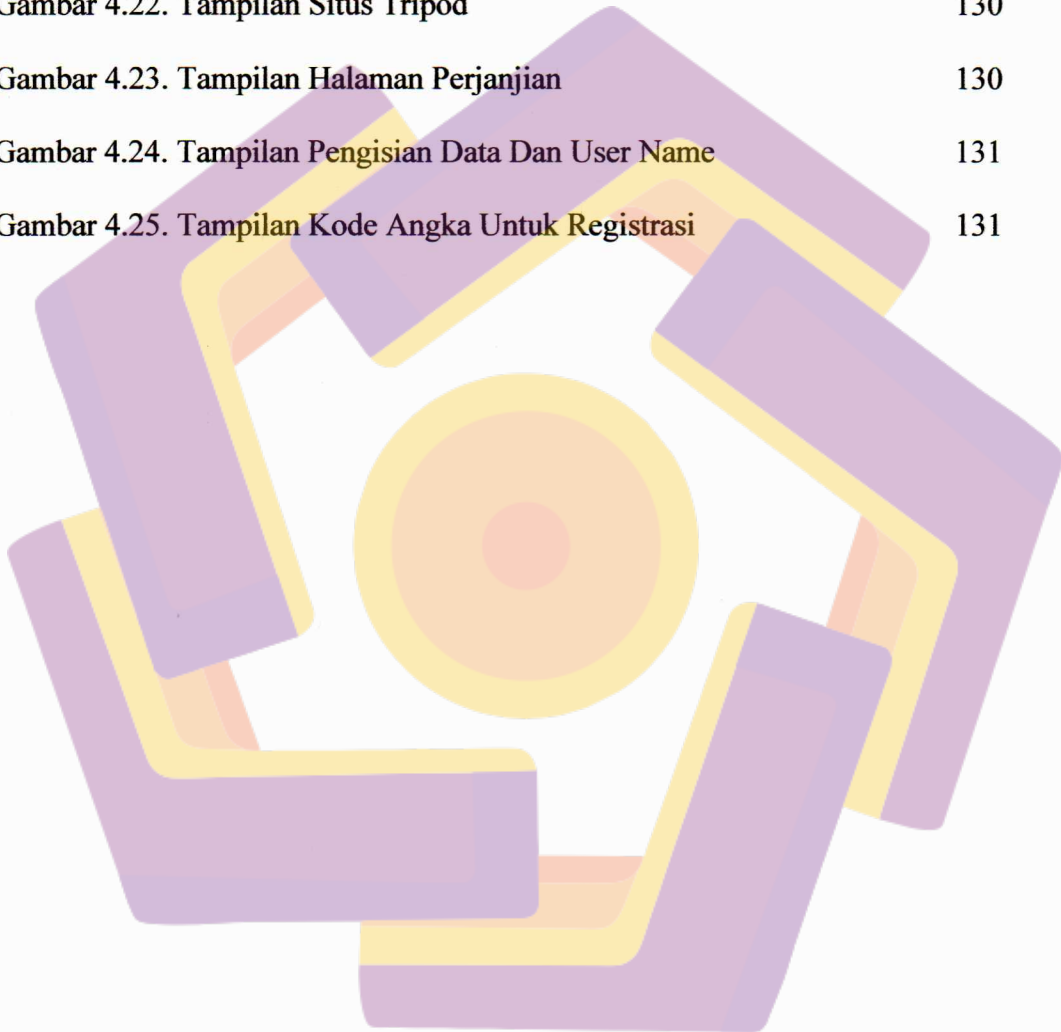 Gambar 4.22. Tampilan Situs Tripod 130
Gambar 4.23. Tampilan Halaman Perjanjian 130
Gambar 4.24. Tampilan Pengisian Data Dan User Name 131
Gambar 4.25. Tampilan Kode Angka Untuk Registrasi 131